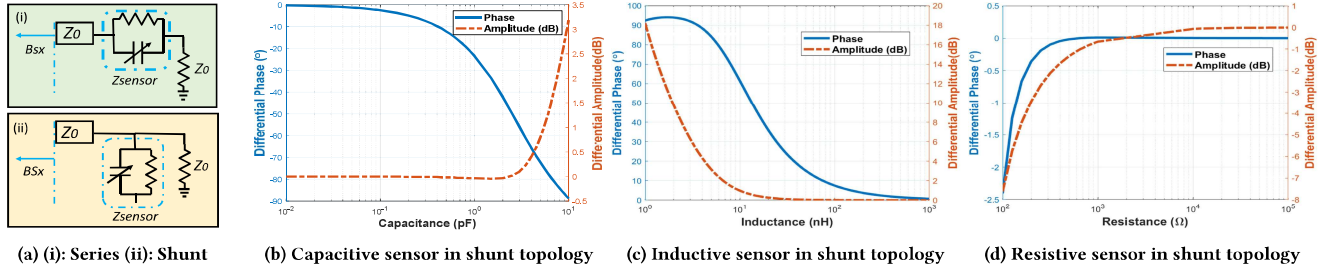 (i)
Z0
BSx
Zsensor
Z0
(ii)
Z0
BSx
Zsensor
Z0
(a) (i): Series (ii): Shunt
Differential Phase (°)
0
-10
-20
-30
-40
-50
-60
-70
-80
-90
Phase
Amplitude (dB)
3.5
3
2.5
2
1.5
1
0.5
0
-0.5
Differential Amplitude(dB)
10⁻² 10⁻¹ 10⁰ 10¹
Capacitance (pF)
(b) Capacitive sensor in shunt topology
Differential Phase (°)
100
90
80
70
60
50
40
30
20
10
0
Phase
Amplitude (dB)
20
18
16
14
12
10
8
6
4
2
0
Differential Amplitude(dB)
10⁰ 10¹ 10² 10³
Inductance (nH)
(c) Inductive sensor in shunt topology
Differential Phase (°)
0.5
0
-0.5
-1
-1.5
-2
-2.5
Phase
Amplitude (dB)
1
0
-1
-2
-3
-4
-5
-6
-7
-8
Differential Amplitude(dB)
10² 10³ 10⁴ 10⁵
Resistance (Ω)
(d) Resistive sensor in shunt topology